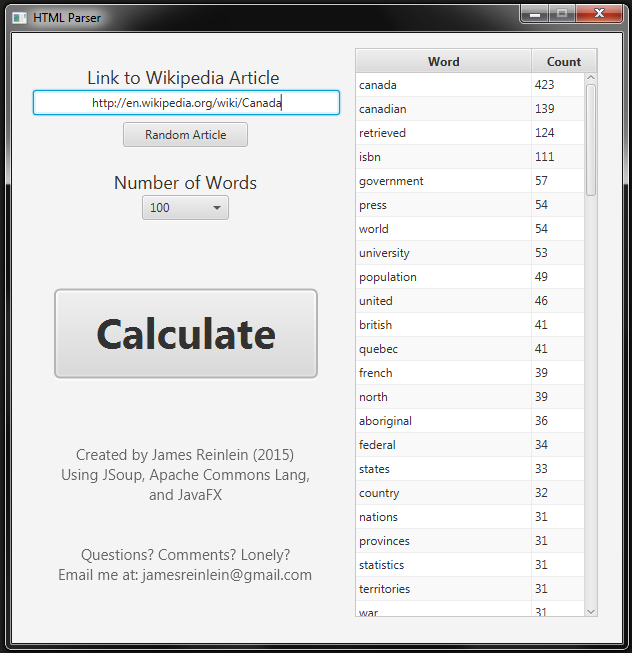 HTML Parser
Link to Wikipedia Article
http://en.wikipedia.org/wiki/Canada
Random Article
Number of Words
100
Calculate
Created by James Reinlein (2015)
Using JSoup, Apache Commons Lang,
and JavaFX
Questions? Comments? Lonely?
Email me at: jamesreinlein@gmail.com
Word Count
canada 423
canadian 139
retrieved 124
isbn 111
government 57
press 54
world 54
university 53
population 49
united 46
british 41
quebec 41
french 39
north 39
aboriginal 36
federal 34
states 33
country 32
nations 31
provinces 31
statistics 31
territories 31
war 31